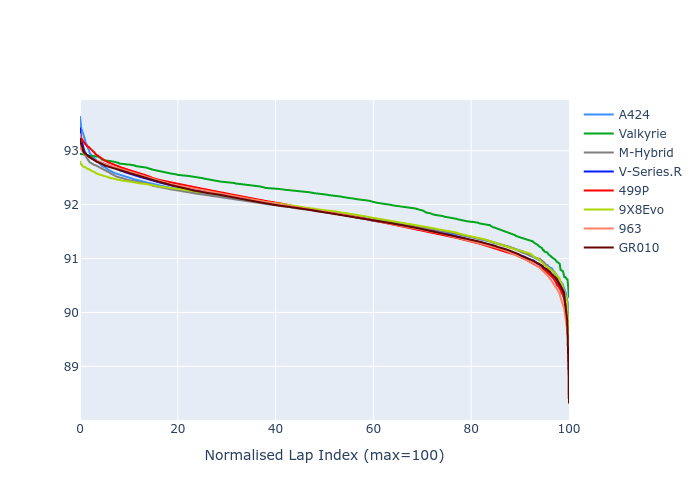 93
92
91
90
89
0 20 40 60 80 100
Normalised Lap Index (max=100)
A424
Valkyrie
M-Hybrid
V-Series.R
499P
9X8Evo
963
GR010